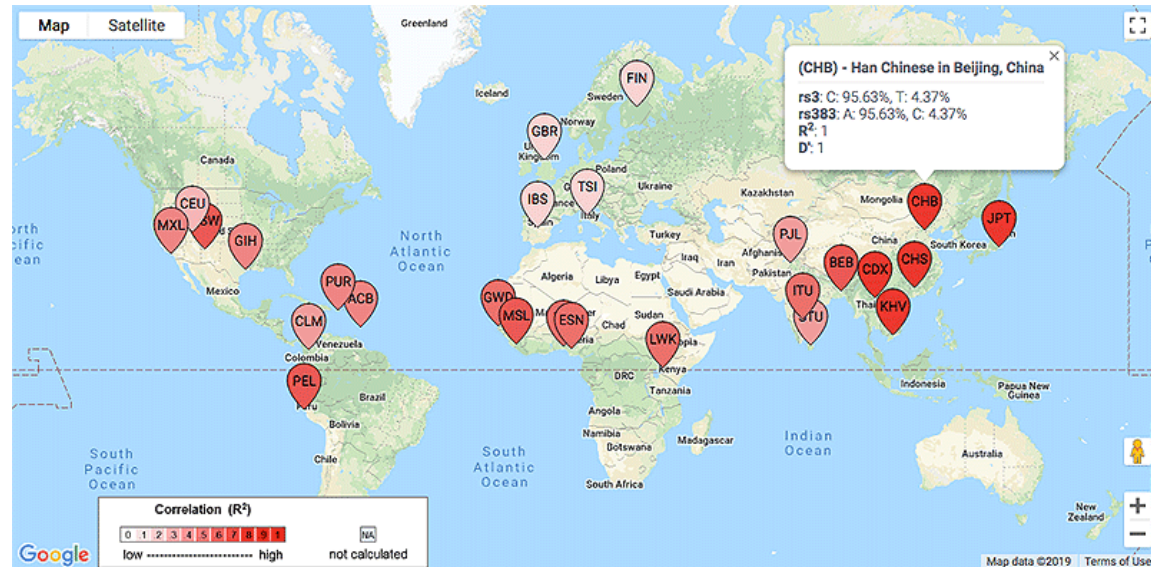 Map
Satellite
Greenland
Iceland
Sweden
Norway
FIN
GBR
Kingdom
Poland
Ukraine
Kazakhstan
Mongolia
TSI
IBS
Italy
Turkey
Canada
CEU
MXL
GIH
Mexico
North
Atlantic
Ocean
PUR
ACB
CLM
Venezuela
Colombia
PEL
Brazil
Bolivia
Chile
South
Pacific
Ocean
South
Atlantic
Ocean
Algeria
Libya
Egypt
Iraq
Iran
Saudi Arabia
Pakistan
GWD
MSL
ESN
Chad
Sudan
LWK
Kenya
DRC
Tanzania
Angola
Namibia
Botswana
Madagascar
South Africa
PJL
ITU
BEB
CDX
CHS
KHV
CHB
JPT
China
South Korea
Indonesia
Papua New
Guinea
Indian
Ocean
Australia
New
Zealand
(CHB) - Han Chinese in Beijing, China
rs3: C: 95.63%, T: 4.37%
rs383: A: 95.63%, C: 4.37%
R²: 1
D': 1
Correlation (R²)
0 .1 .2 .3 .4 .5 .6 .7 .8 .9 1
low high
NA
not calculated
Google
Map data ©2019
Terms of Use